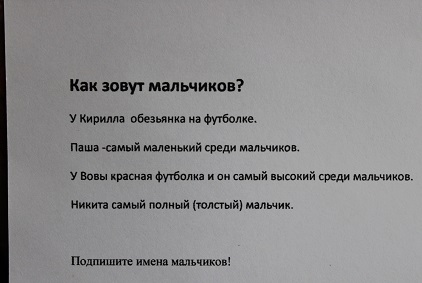 Как зовут мальчиков?
У Кирилла обезьянка на футболке.
Паша -самый маленький среди мальчиков.
У Вовы красная футболка и он самый высокий среди мальчиков.
Никита самый полный (толстый) мальчик.
Подпишите имена мальчиков!